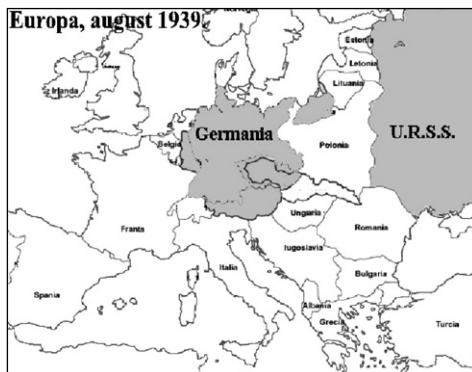 Europa, august 1939
Norvegia
Estonia
Letonia
Lituania
Irlanda
Germania
U.R.S.S.
Belgia
Polonia
Franta
Ungaria
Romania
Iugoslavia
Italia
Bulgaria
Spania
Albania
Grecia
Turcia